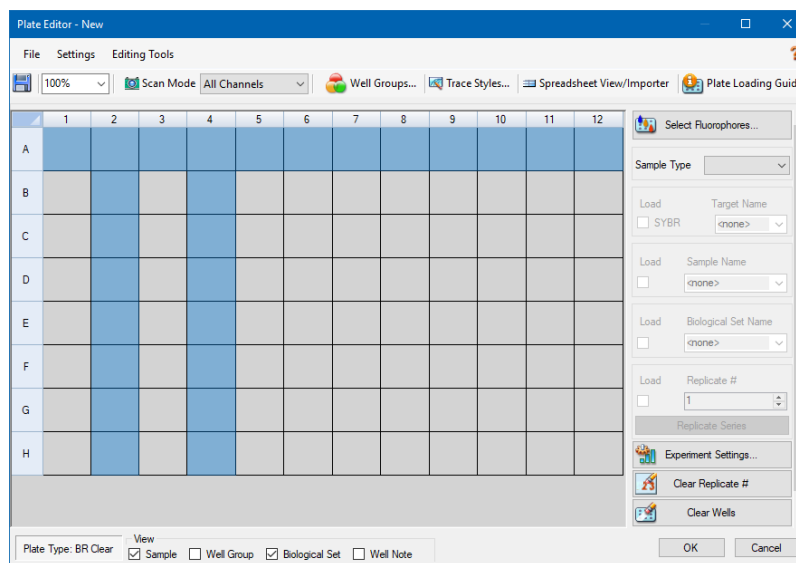 Plate Editor - New
File Settings Editing Tools ?
100% Scan Mode All Channels Well Groups... Trace Styles... Spreadsheet View/Importer Plate Loading Guid
1 2 3 4 5 6 7 8 9 10 11 12
A
B
C
D
E
F
G
H
Select Fluorophores...
Sample Type
Load Target Name
SYBR <none>
Load Sample Name
<none>
Load Biological Set Name
<none>
Load Replicate #
1
Replicate Series
Experiment Settings...
Clear Replicate #
Clear Wells
Plate Type: BR Clear
View
Sample Well Group Biological Set Well Note
OK Cancel